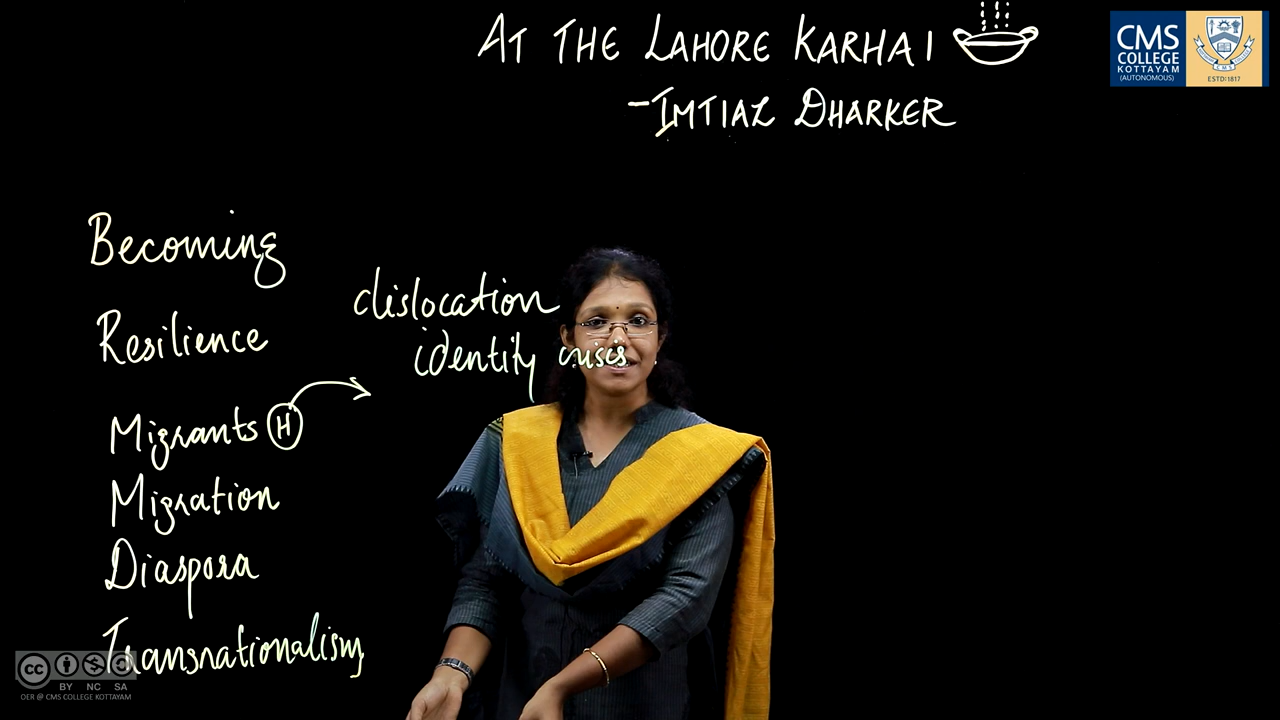 AT THE LAHORE KARHAI
-IMTIAZ DHARKER
CMS
COLLEGE
KOTTAYAM
(AUTONOMOUS)
ESTD:1817
Becoming
Resilience
Migrants H
Migration
Diaspora
Transnationalism
dislocation
identity crises
cc
BY NC SA
OER @ CMS COLLEGE KOTTAYAM